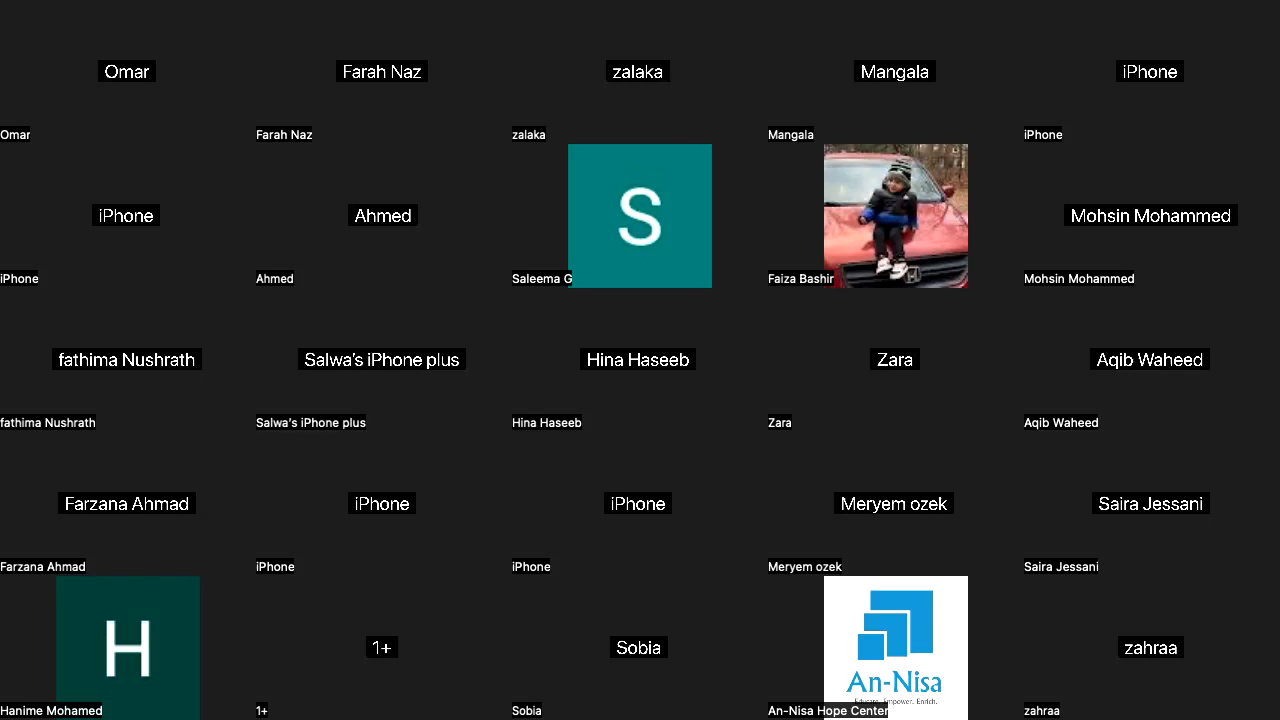 Omar
Farah Naz
zalaka
Mangala
iPhone
Omar
Farah Naz
zalaka
Mangala
iPhone
iPhone
Ahmed
S
Mohsin Mohammed
iPhone
Ahmed
Saleema G
Faiza Bashir
Mohsin Mohammed
fathima Nushrath
Salwa's iPhone plus
Hina Haseeb
Zara
Aqib Waheed
fathima Nushrath
Salwa's iPhone plus
Hina Haseeb
Zara
Aqib Waheed
Farzana Ahmad
iPhone
iPhone
Meryem ozek
Saira Jessani
Farzana Ahmad
iPhone
iPhone
Meryem ozek
Saira Jessani
H
1+
Sobia
An-Nisa
Educate. Empower. Enrich.
zahraa
Hanime Mohamed
1+
Sobia
An-Nisa Hope Center
zahraa